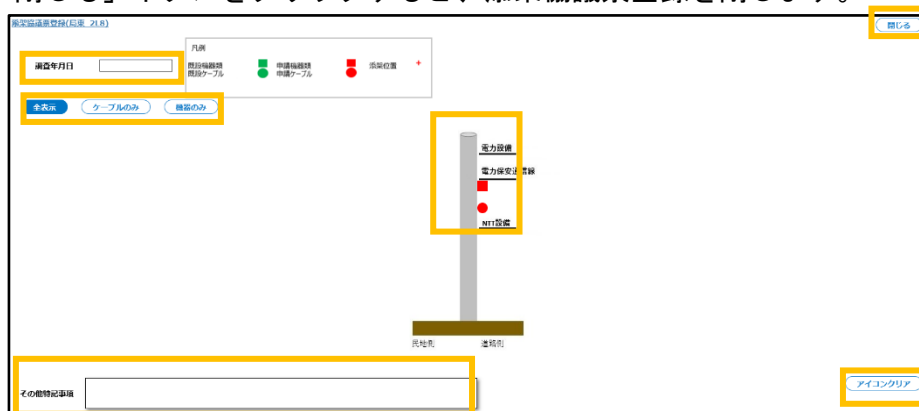 閉じる」ボタンをクリックすると、添架協議票登録を閉じます。
添架協議票登録(局東_21.8)
閉じる
調査年月日
凡例
既設機器類
既設ケーブル
申請機器類
申請ケーブル
添架位置
全表示
ケーブルのみ
機器のみ
電力設備
電力保安通信線
NTT設備
民地側
道路側
その他特記事項
アイコンクリア